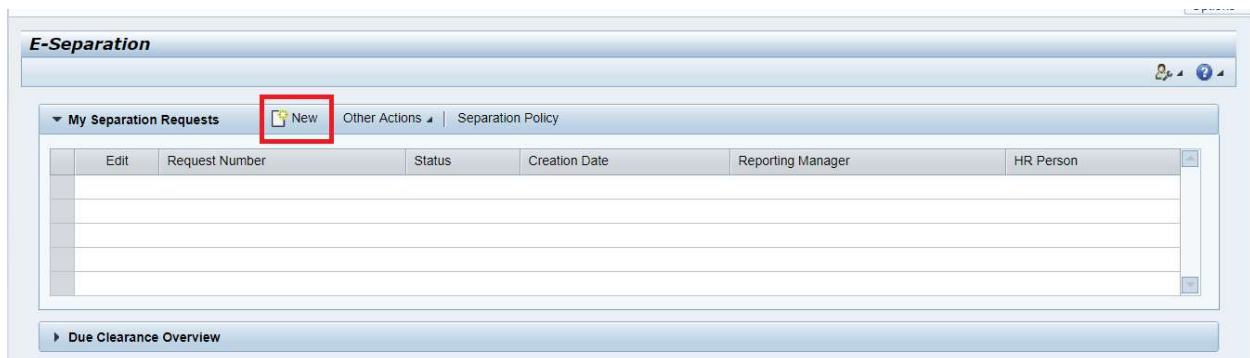 E-Separation
My Separation Requests New Other Actions Separation Policy
Edit Request Number Status Creation Date Reporting Manager HR Person
Due Clearance Overview